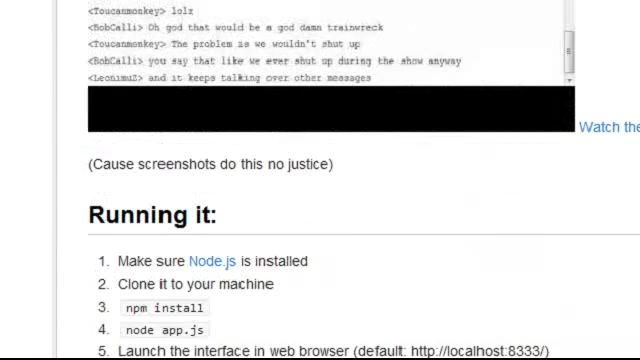 <Toucanmonkey> lolz
<BobCalli> Oh god that would be a god damn trainwreck
<Toucanmonkey> The problem is we wouldn't shut up
<BobCalli> you say that like we ever shut up during the show anyway
<LeonimuZ> and it keeps talking over other messages
Watch the
(Cause screenshots do this no justice)
Running it:
1. Make sure Node.js is installed
2. Clone it to your machine
3. npm install
4. node app.js
5. Launch the interface in web browser (default: http://localhost:8333/)